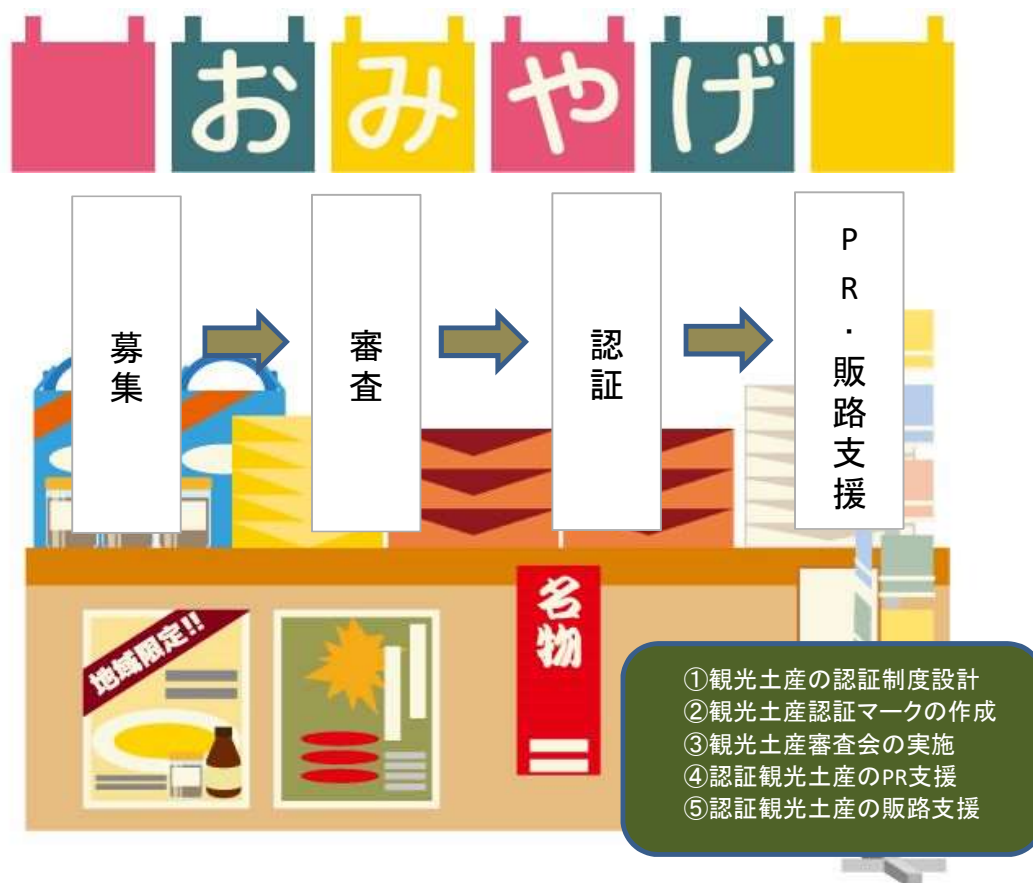 おみやげ
募集
審査
認証
PR・販路支援
地域限定!!
名物
①観光土産の認証制度設計
②観光土産認証マークの作成
③観光土産審査会の実施
④認証観光土産のPR支援
⑤認証観光土産の販路支援